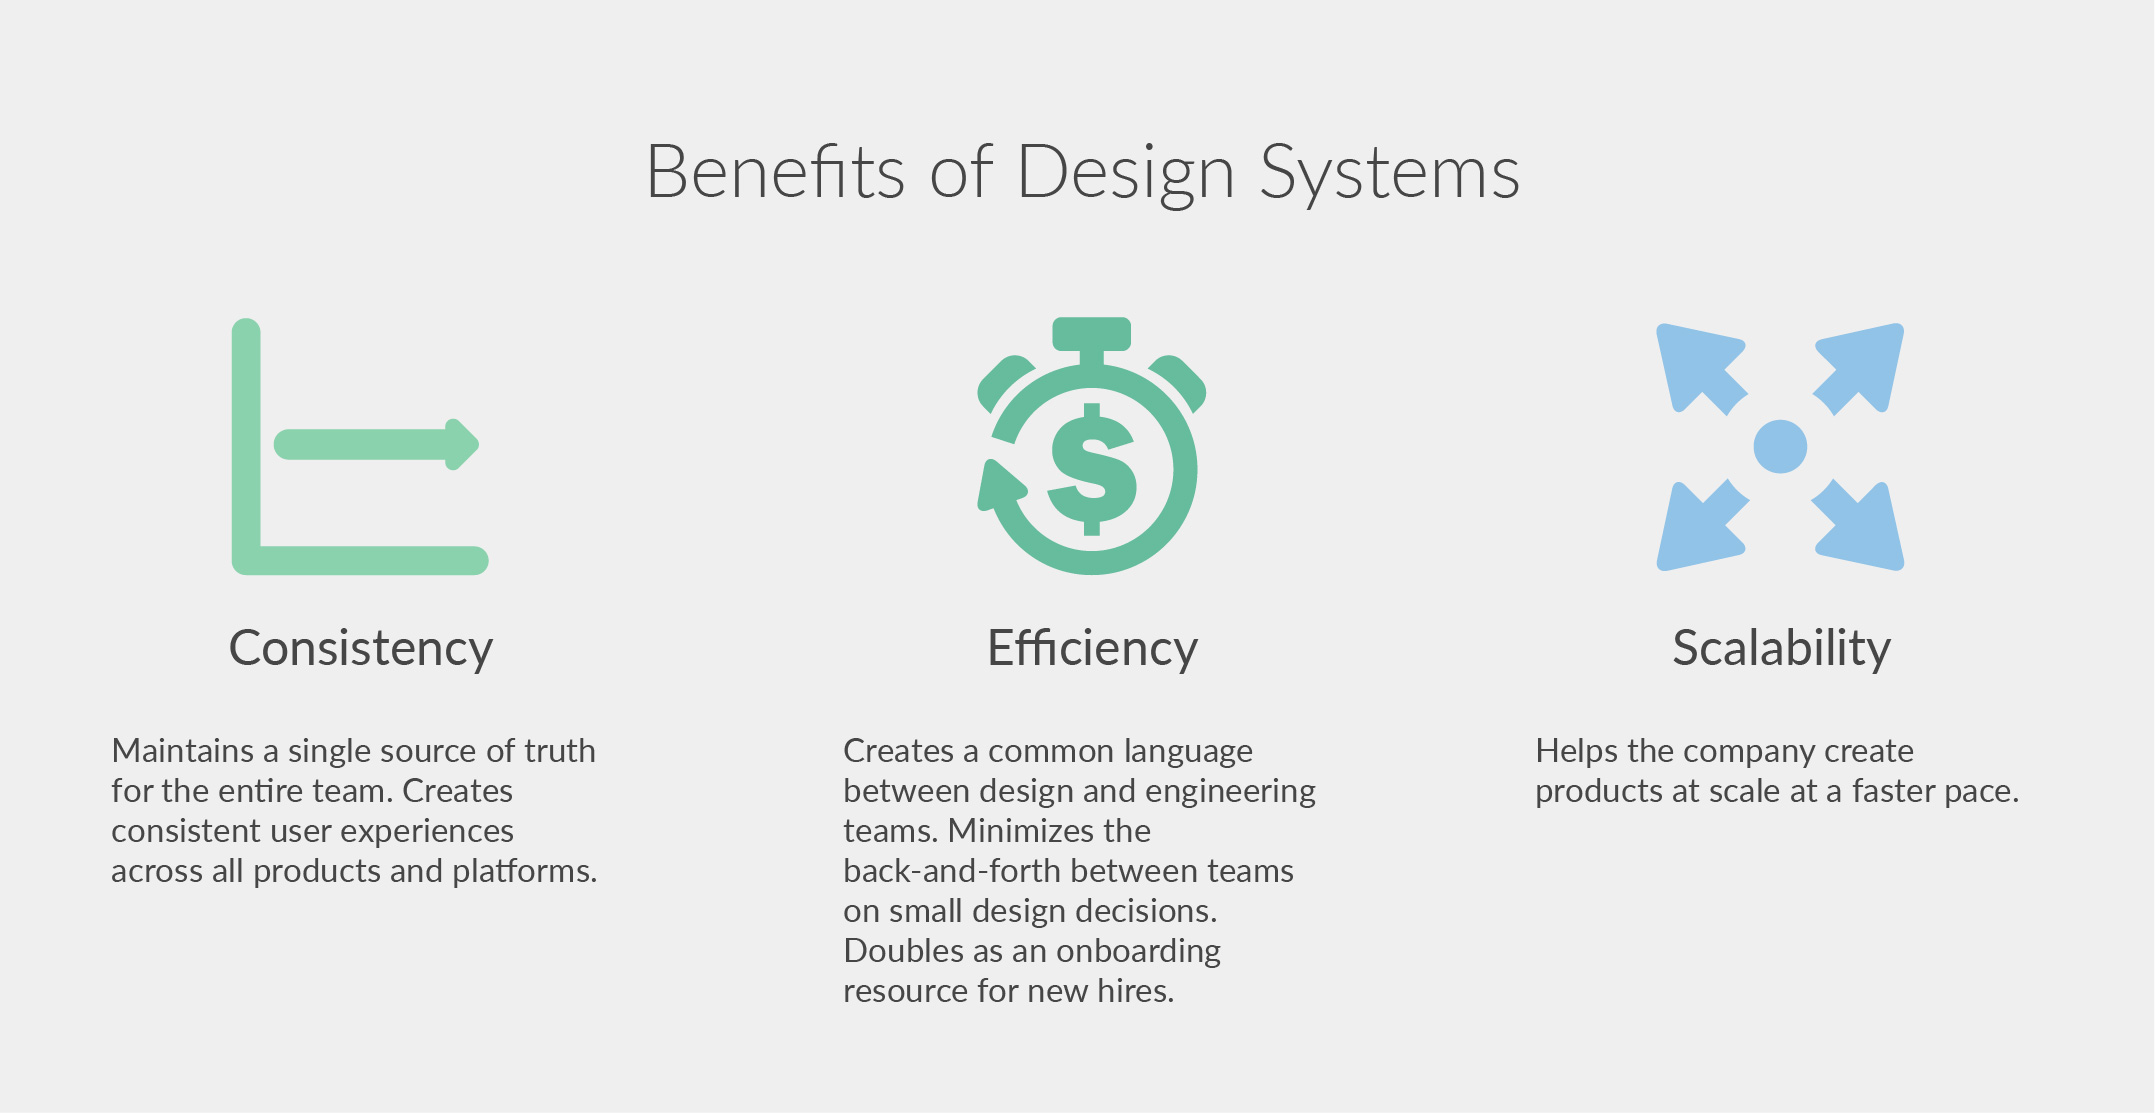 Benefits of Design Systems
Consistency
Maintains a single source of truth
for the entire team. Creates
consistent user experiences
across all products and platforms.
Efficiency
Creates a common language
between design and engineering
teams. Minimizes the
back-and-forth between teams
on small design decisions.
Doubles as an onboarding
resource for new hires.
Scalability
Helps the company create
products at scale at a faster pace.